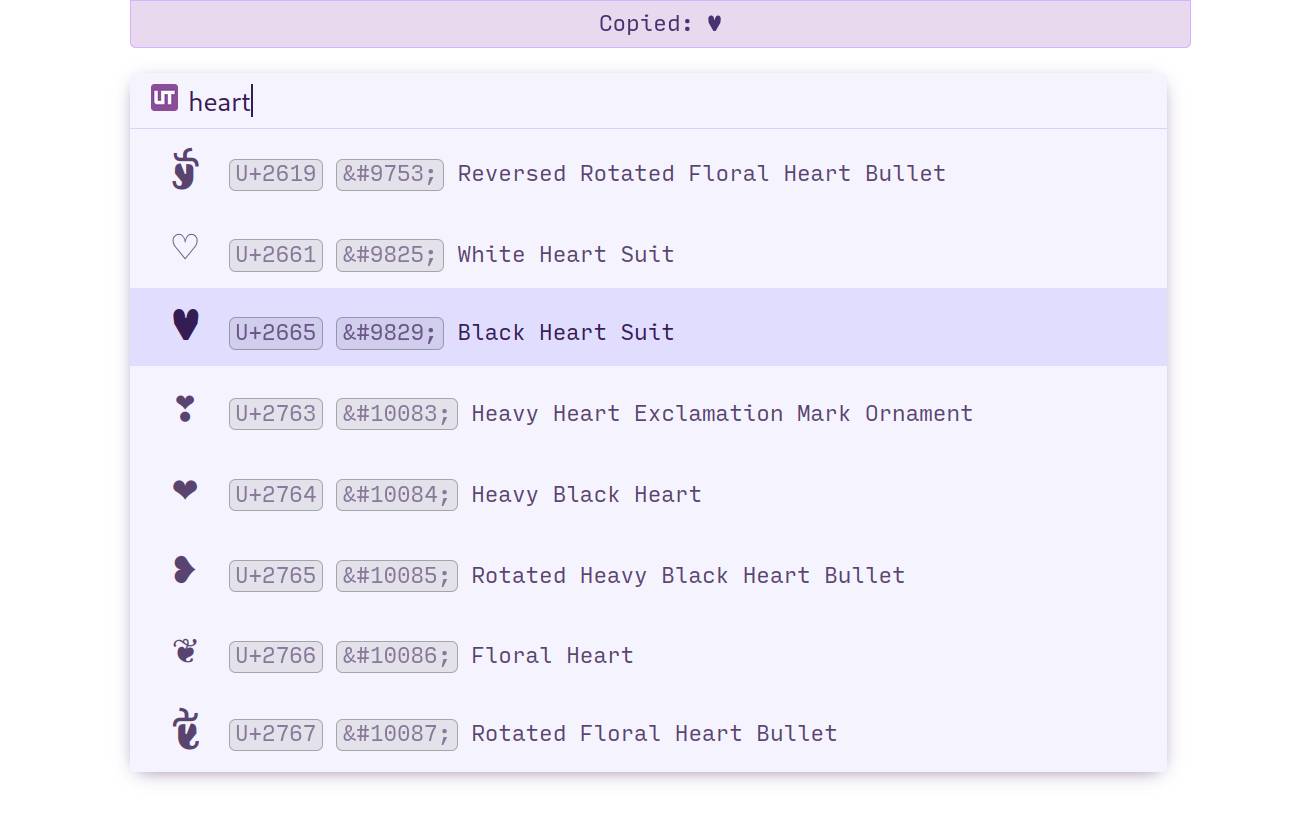 Copied: ♥
UT heart
☙ U+2619 &#9753; Reversed Rotated Floral Heart Bullet
♡ U+2661 &#9825; White Heart Suit
♥ U+2665 &#9829; Black Heart Suit
❣ U+2763 &#10083; Heavy Heart Exclamation Mark Ornament
❤ U+2764 &#10084; Heavy Black Heart
❥ U+2765 &#10085; Rotated Heavy Black Heart Bullet
❦ U+2766 &#10086; Floral Heart
❧ U+2767 &#10087; Rotated Floral Heart Bullet